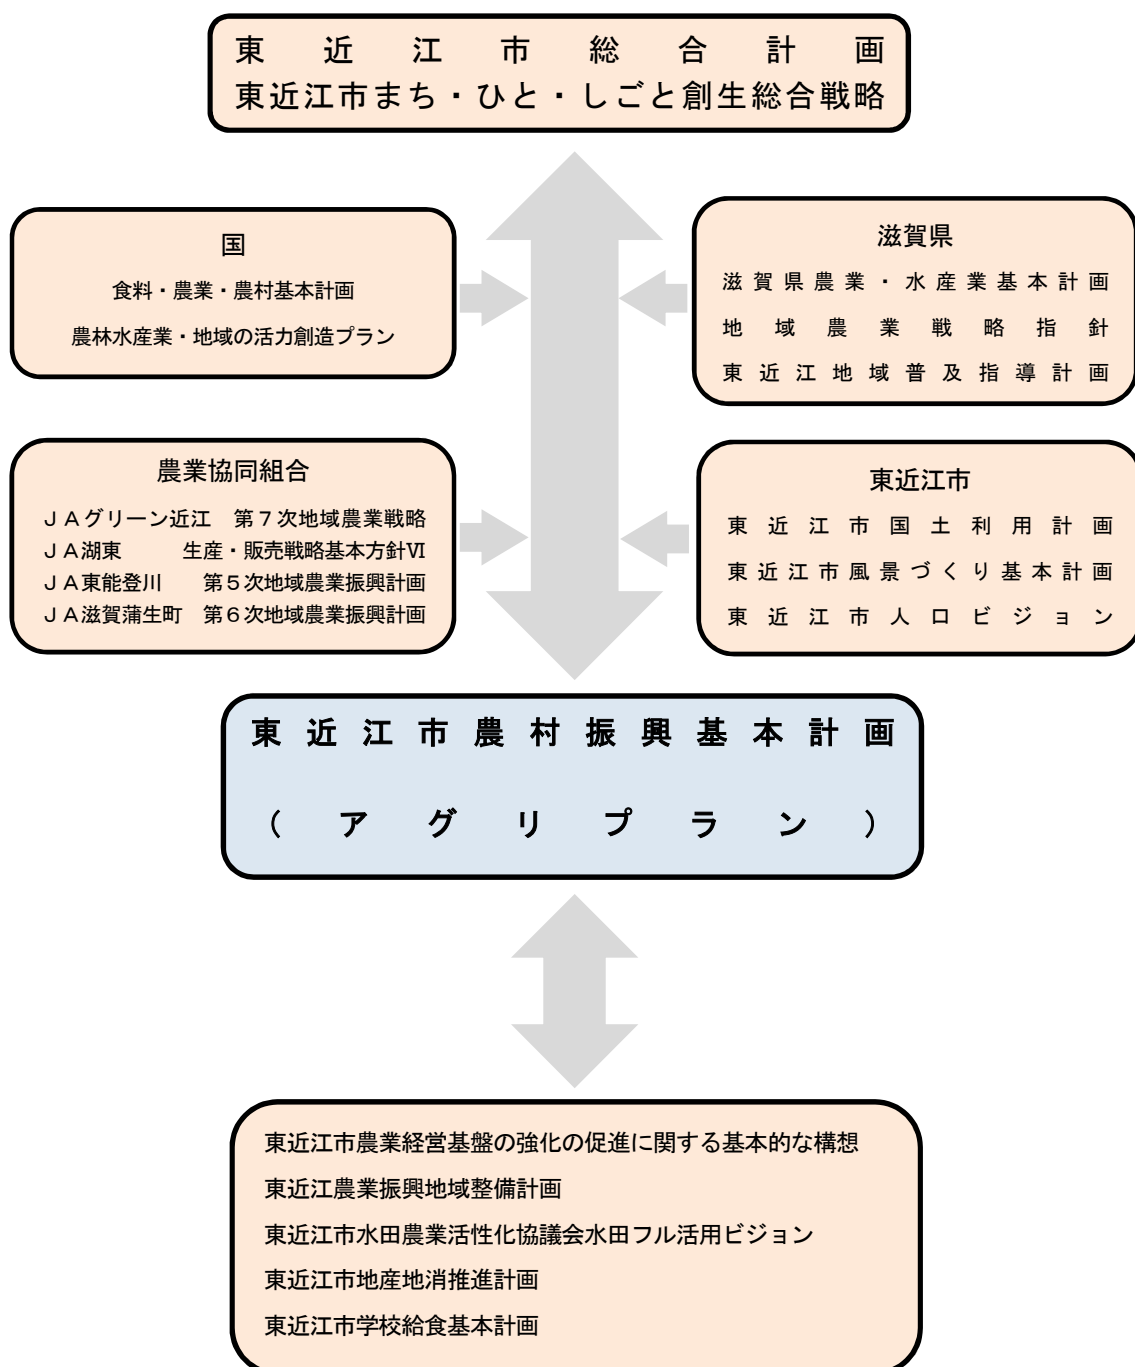 東近江市総合計画
東近江市まち・ひと・しごと創生総合戦略
国
食料・農業・農村基本計画
農林水産業・地域の活力創造プラン
滋賀県
滋賀県農業・水産業基本計画
地域農業戦略指針
東近江地域普及指導計画
農業協同組合
ＪＡグリーン近江　第７次地域農業戦略
ＪＡ湖東　生産・販売戦略基本方針Ⅵ
ＪＡ東能登川　第５次地域農業振興計画
ＪＡ滋賀蒲生町　第６次地域農業振興計画
東近江市
東近江市国土利用計画
東近江市風景づくり基本計画
東近江市人口ビジョン
東近江市農村振興基本計画
（アグリプラン）
東近江市農業経営基盤の強化の促進に関する基本的な構想
東近江農業振興地域整備計画
東近江市水田農業活性化協議会水田フル活用ビジョン
東近江市地産地消推進計画
東近江市学校給食基本計画